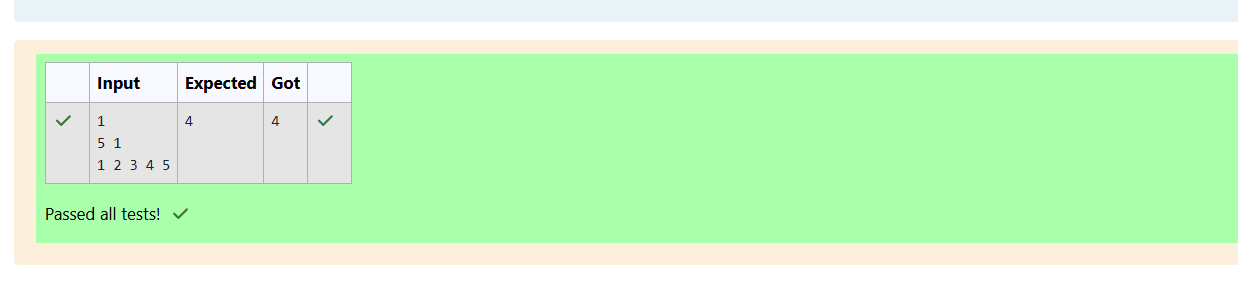 Input Expected Got
1 4 4
5 1
1 2 3 4 5
Passed all tests!